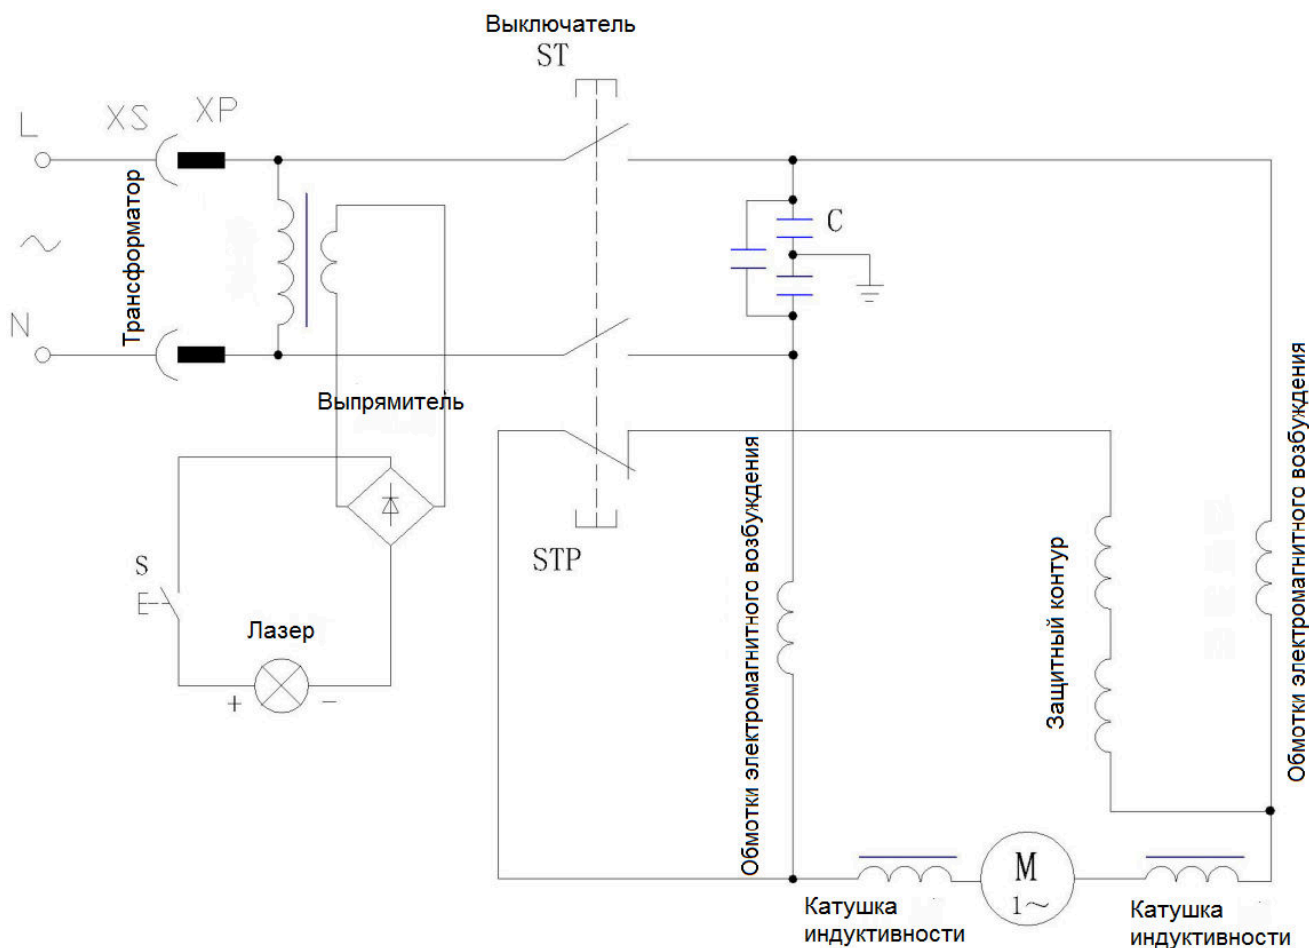 Выключатель
ST
XS
XP
L
Трансформатор
C
N
Выпрямитель
STP
S
Лазер
+
−
Обмотки электромагнитного возбуждения
Защитный контур
Обмотки электромагнитного возбуждения
M
1~
Катушка
индуктивности
Катушка
индуктивности